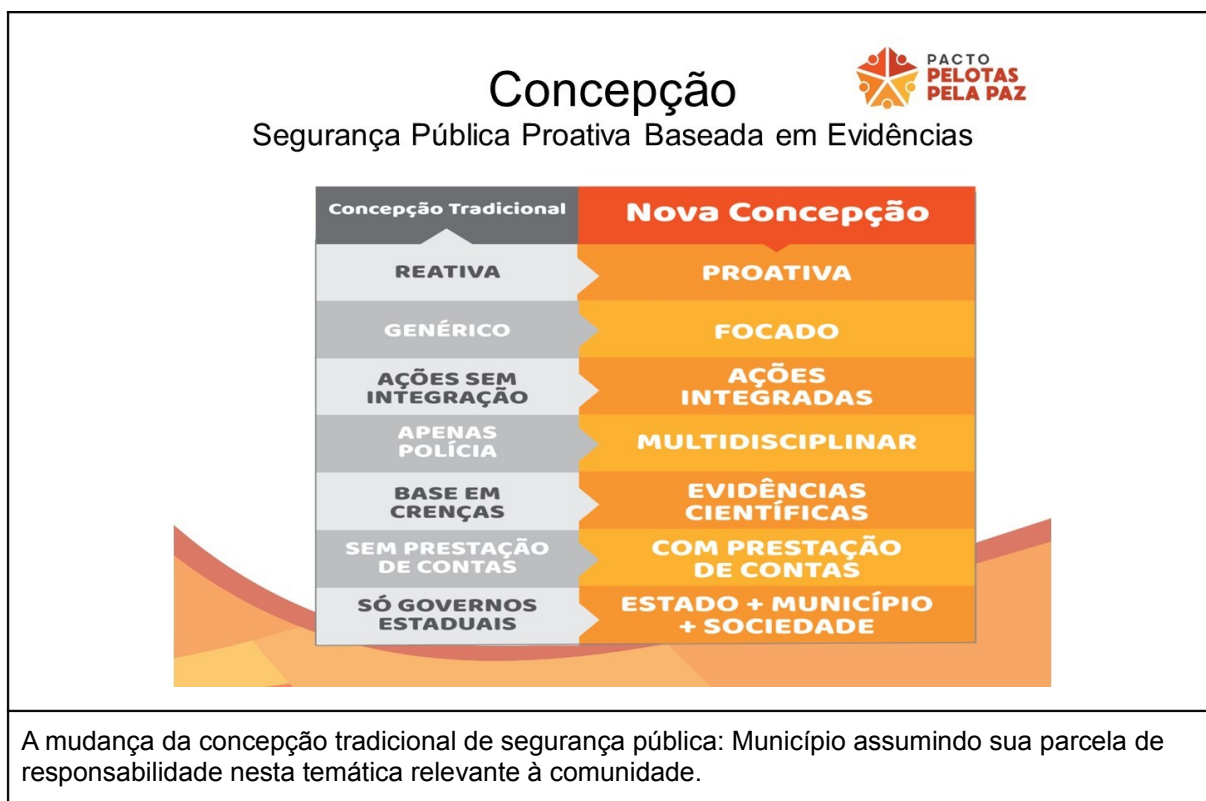 Concepção
PACTO
PELOTAS
PELA PAZ
Segurança Pública Proativa Baseada em Evidências
Concepção Tradicional
Nova Concepção
REATIVA
PROATIVA
GENÉRICO
FOCADO
AÇÕES SEM
INTEGRAÇÃO
AÇÕES
INTEGRADAS
APENAS
POLÍCIA
MULTIDISCIPLINAR
BASE EM
CRENÇAS
EVIDÊNCIAS
CIENTÍFICAS
SEM PRESTAÇÃO
DE CONTAS
COM PRESTAÇÃO
DE CONTAS
SÓ GOVERNOS
ESTADUAIS
ESTADO + MUNICÍPIO
+ SOCIEDADE
A mudança da concepção tradicional de segurança pública: Município assumindo sua parcela de
responsabilidade nesta temática relevante à comunidade.